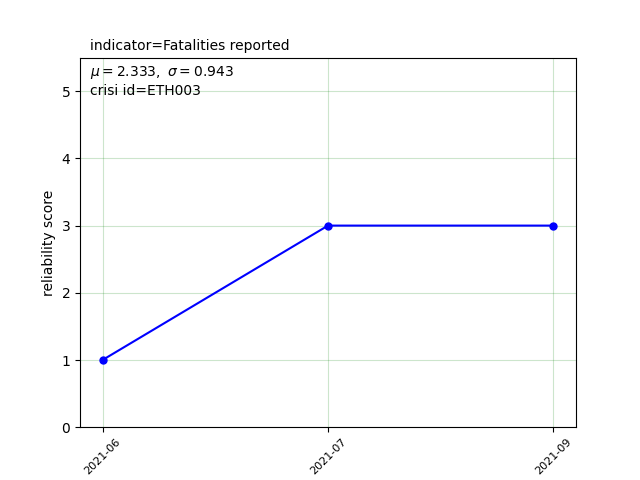 indicator=Fatalities reported
μ = 2.333, σ = 0.943
crisi id=ETH003
5
4
3
2
1
0
reliability score
2021-06
2021-07
2021-09